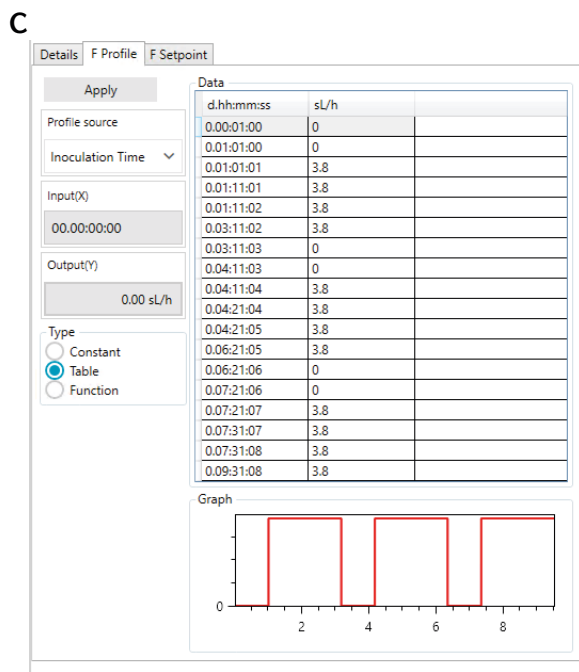 C
Details F Profile F Setpoint
Apply
Profile source
Inoculation Time
Input(X)
00.00:00:00
Output(Y)
0.00 sL/h
Type
Constant
Table
Function
Data
d.hh:mm:ss sL/h
0.00:01:00 0
0.01:01:00 0
0.01:01:01 3.8
0.01:11:01 3.8
0.01:11:02 3.8
0.03:11:02 3.8
0.03:11:03 0
0.04:11:03 0
0.04:11:04 3.8
0.04:21:04 3.8
0.04:21:05 3.8
0.06:21:05 3.8
0.06:21:06 0
0.07:21:06 0
0.07:21:07 3.8
0.07:31:07 3.8
0.07:31:08 3.8
0.09:31:08 3.8
Graph
0
2 4 6 8